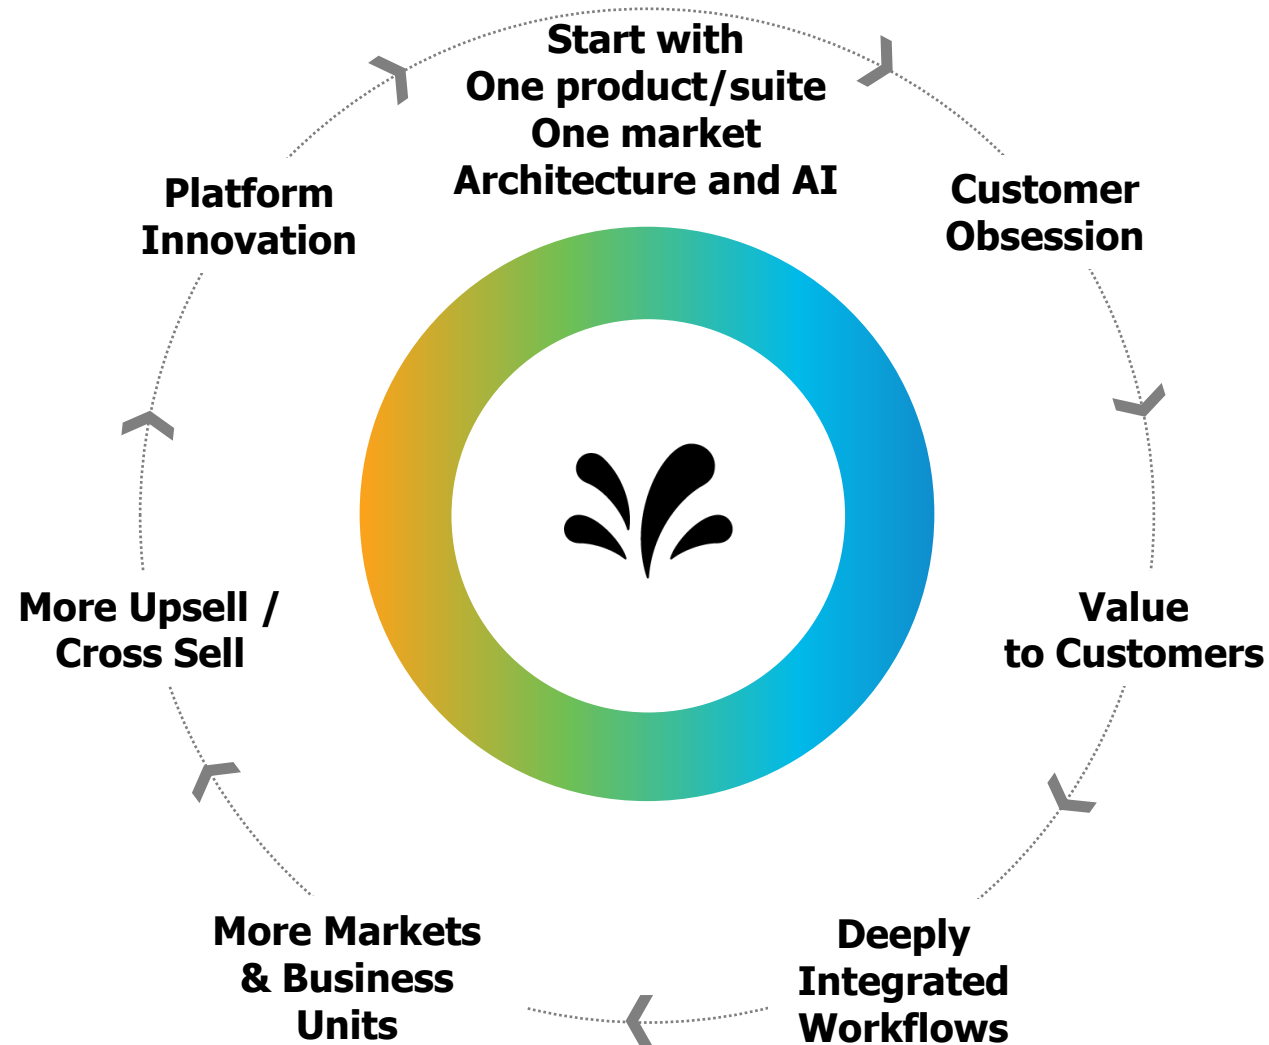 Start with
One product/suite
One market
Architecture and AI
Customer
Obsession
Value
to Customers
Deeply
Integrated
Workflows
More Markets
& Business
Units
More Upsell /
Cross Sell
Platform
Innovation